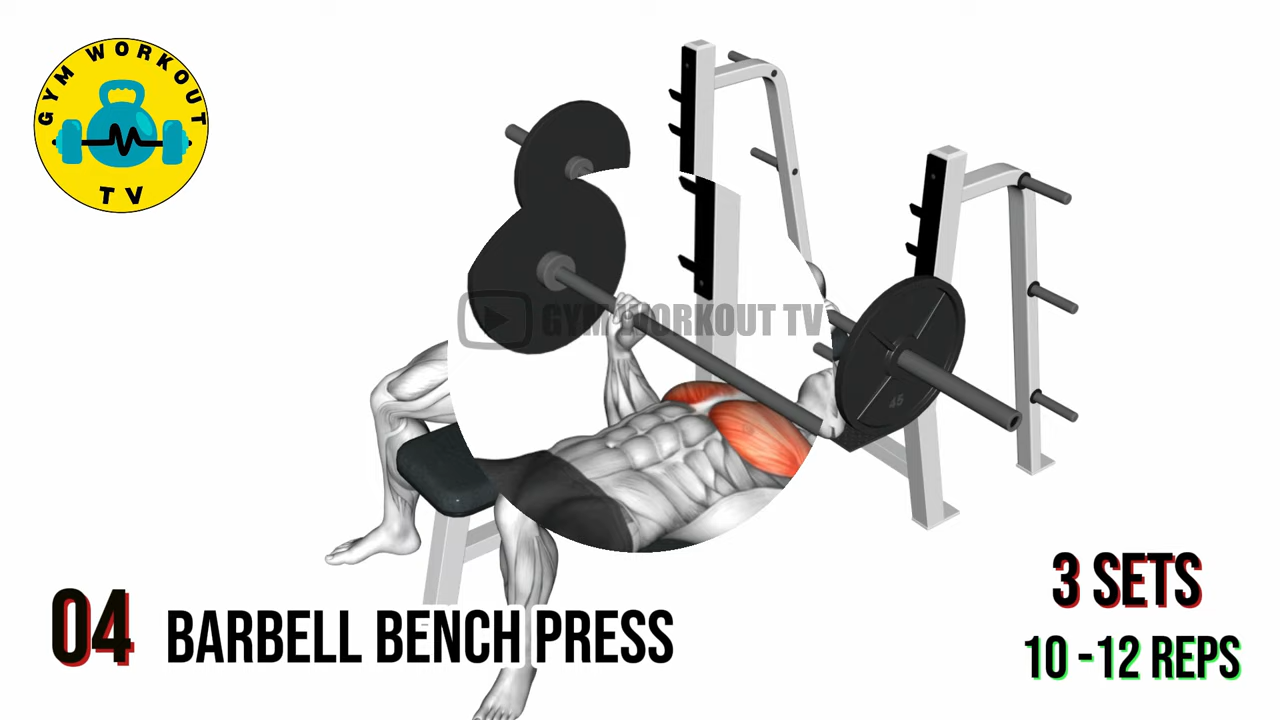 GYM WORKOUT
TV
GYM WORKOUT TV
45
04 BARBELL BENCH PRESS
3 SETS
10 -12 REPS